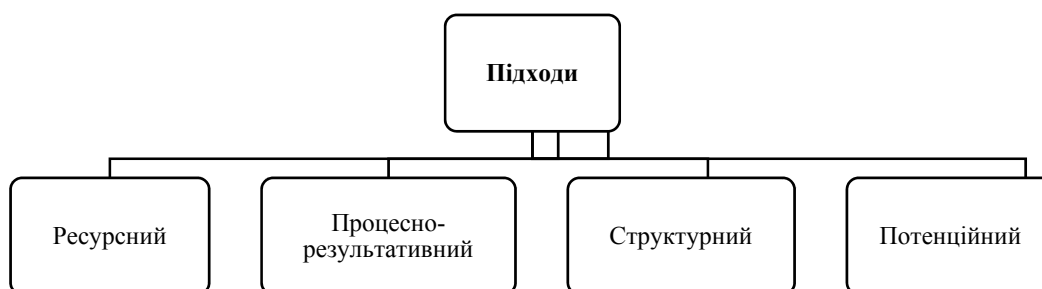 Підходи
Ресурсний
Процесно-
результативний
Структурний
Потенційний